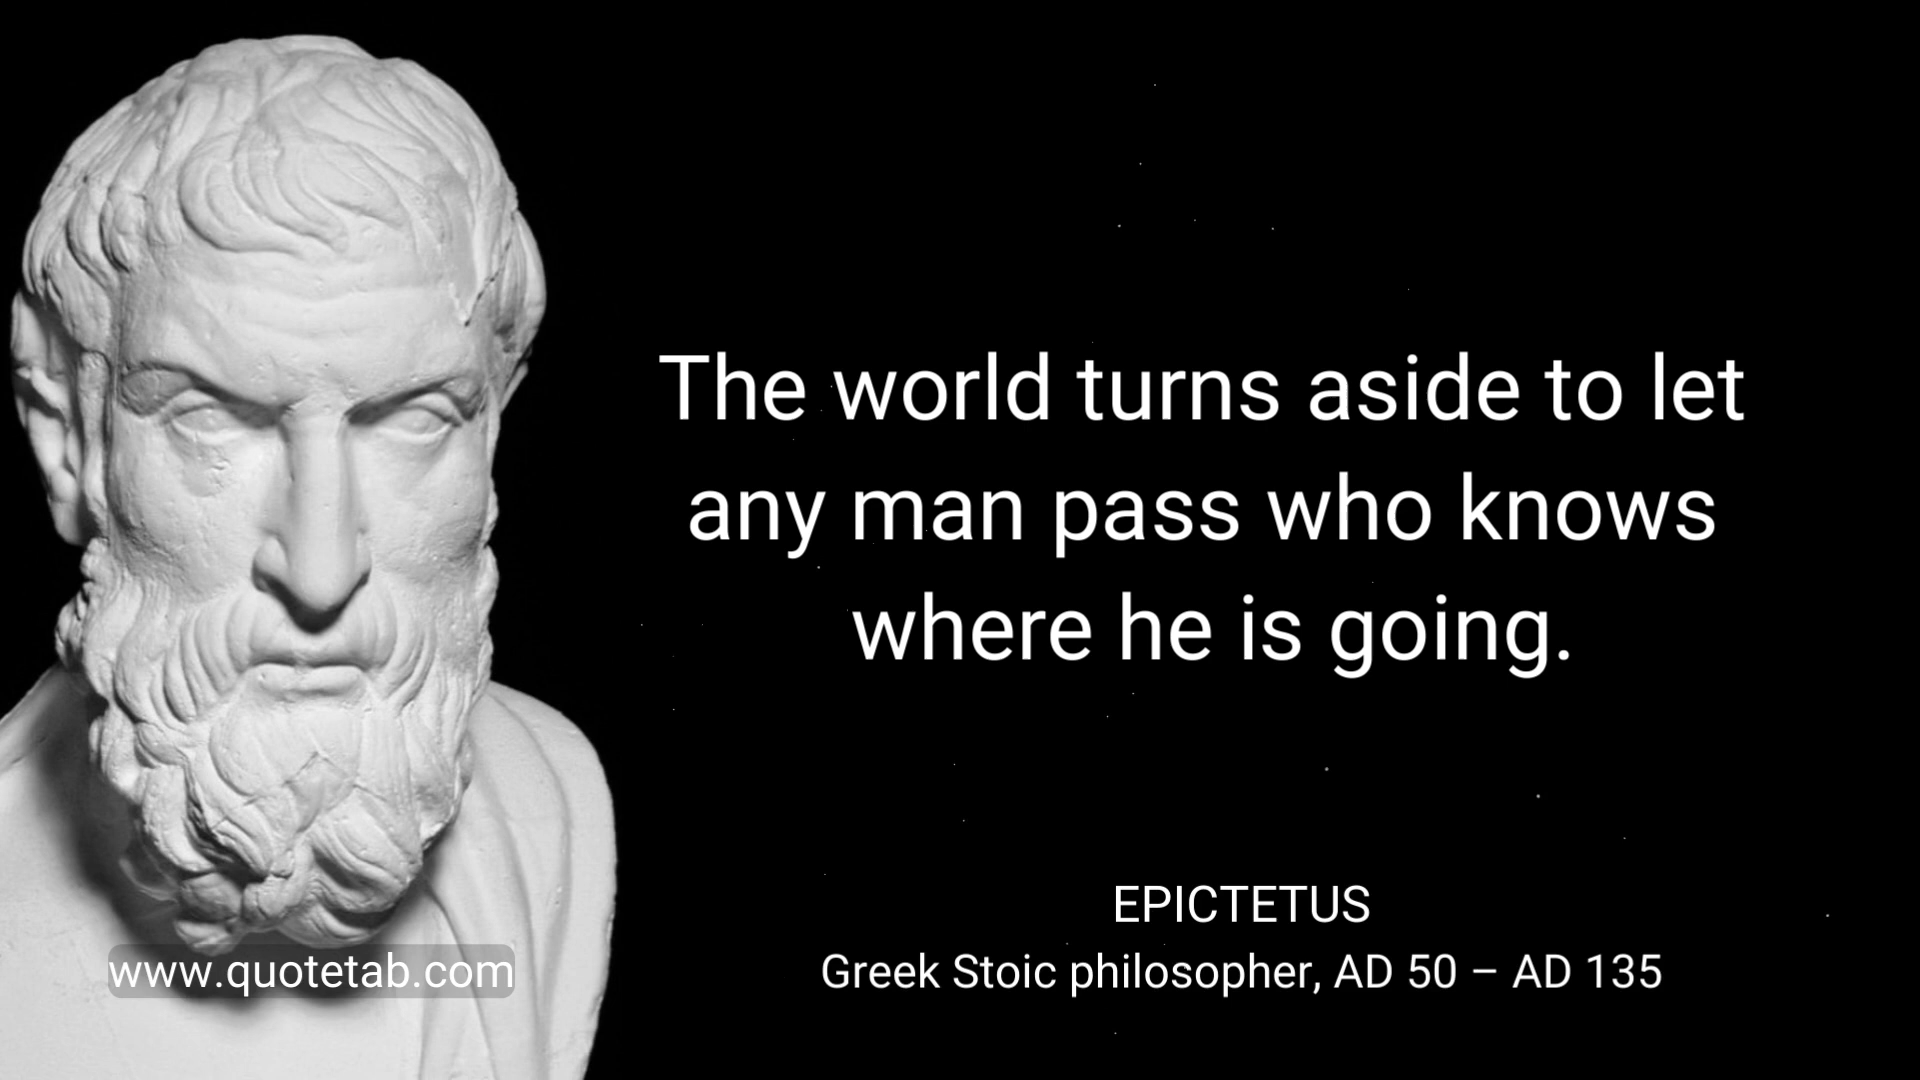 The world turns aside to let
any man pass who knows
where he is going.
EPICTETUS
Greek Stoic philosopher, AD 50 – AD 135
www.quotetab.com